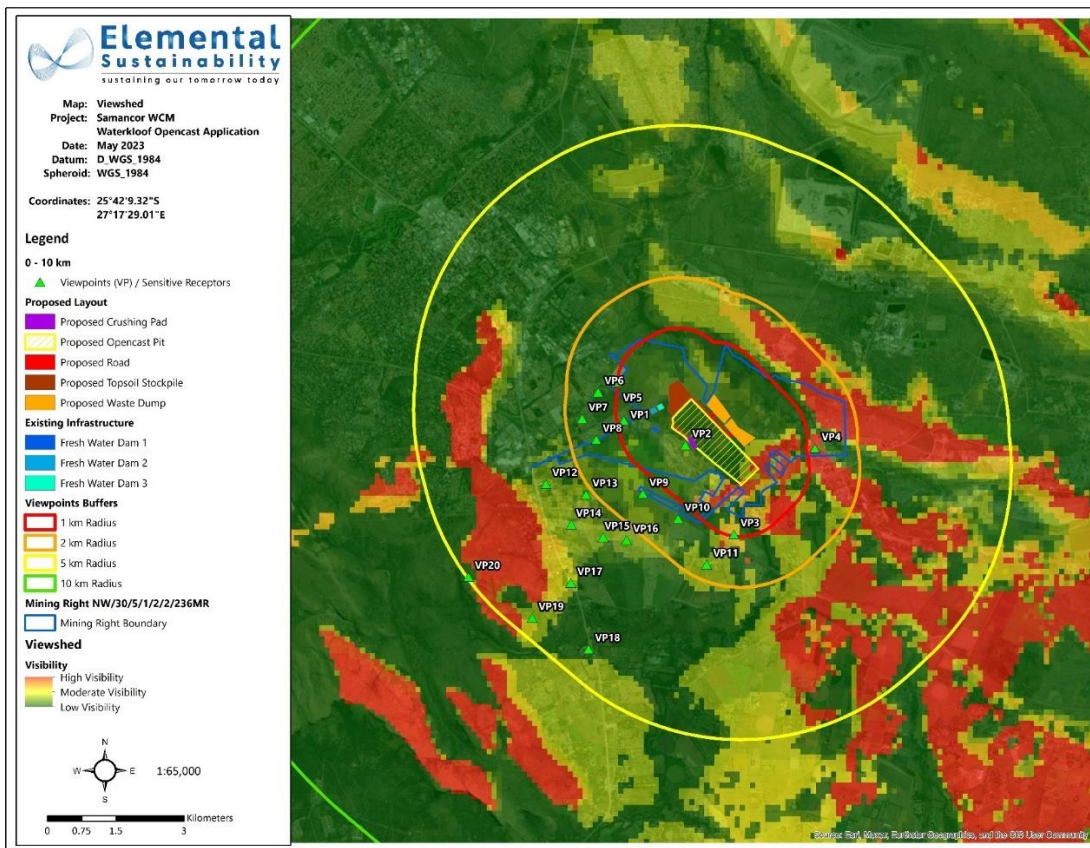 Elemental
Sustainability
sustaining our tomorrow today
Map: Viewshed
Project: Samancor WCM
Waterkloof Opencast Application
Date: May 2023
Datum: D_WGS_1984
Spheroid: WGS_1984
Coordinates: 25°42'9.32"S
27°17'29.01"E
Legend
0 - 10 km
Viewpoints (VP) / Sensitive Receptors
Proposed Layout
Proposed Crushing Pad
Proposed Opencast Pit
Proposed Road
Proposed Topsoil Stockpile
Proposed Waste Dump
Existing Infrastructure
Fresh Water Dam 1
Fresh Water Dam 2
Fresh Water Dam 3
Viewpoints Buffers
1 km Radius
2 km Radius
5 km Radius
10 km Radius
Mining Right NW/30/5/1/2/2/236MR
Mining Right Boundary
Viewshed
Visibility
High Visibility
Moderate Visibility
Low Visibility
N
W E
S
1:65,000
Kilometers
0 0.75 1.5 3
VP6
VP5
VP7
VP1
VP8
VP2
VP4
VP12
VP13
VP9
VP14
VP10
VP15
VP16
VP3
VP11
VP20
VP17
VP19
VP18
Source: Esri, Maxar, Earthstar Geographics, and the GIS User Community